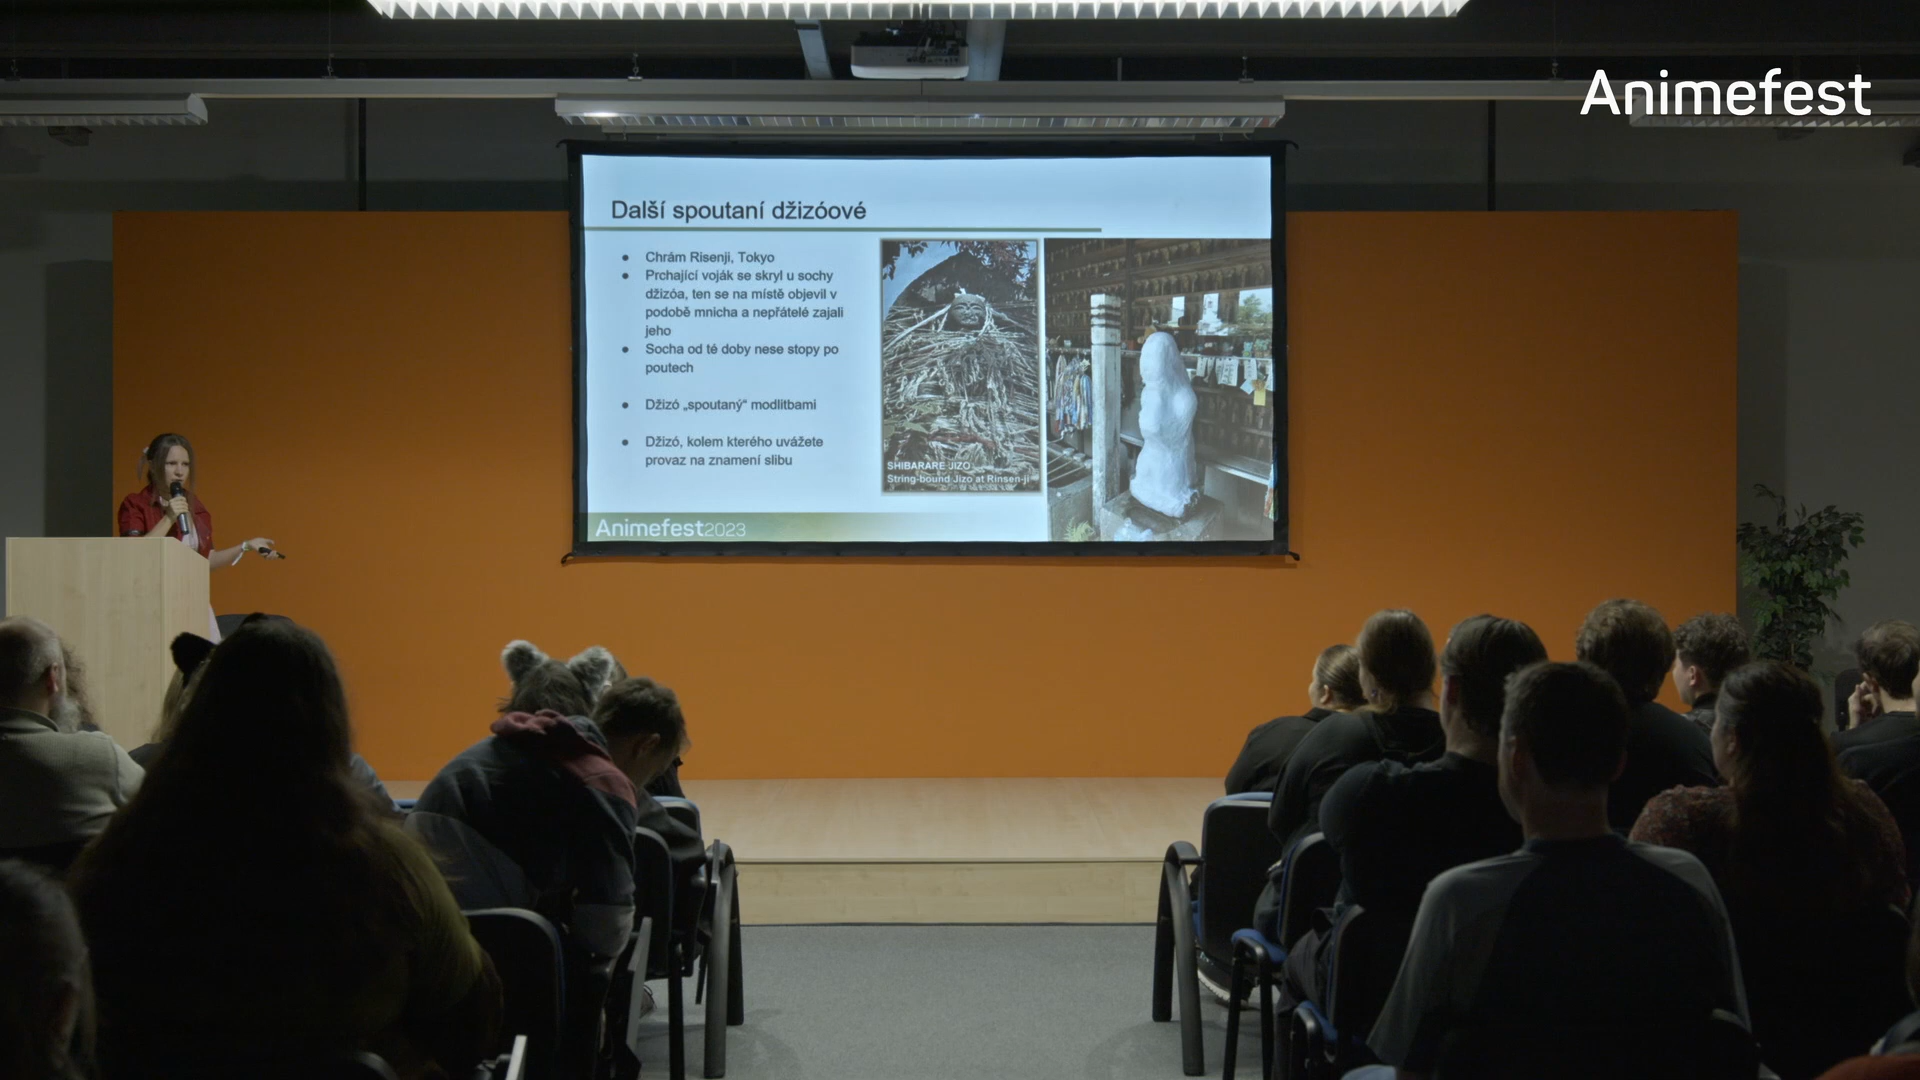 Animefest
Další spoutaní džizóové
Chrám Risenji, Tokyo
Prchající voják se skryl u sochy
džizóa, ten se na místě objevil v
podobě mnicha a nepřátelé zajali
jeho
Socha od té doby nese stopy po
poutech
Džizó „spoutaný“ modlitbami
Džizó, kolem kterého uvážete
provaz na znamení slibu
SHIBARARE JIZO
String-bound Jizo at Rinsen-ji
Animefest2023